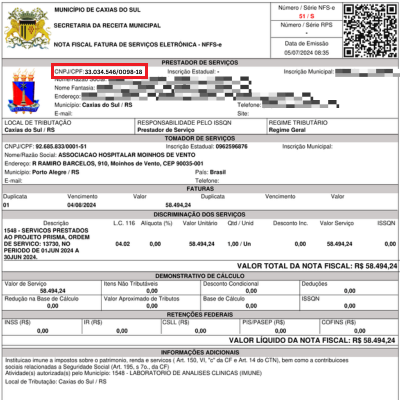 MUNICÍPIO DE CAXIAS DO SUL
SECRETARIA DA RECEITA MUNICIPAL
NOTA FISCAL FATURA DE SERVIÇOS ELETRÔNICA - NFFS-e
Número / Série NFS-e
51 / S
Número / Série RPS
-
Data de Emissão
05/07/2024 08:35
PRESTADOR DE SERVIÇOS
CNPJ/CPF: 33.034.546/0098-18 Inscrição Estadual: - Inscrição Municipal:
Nome/Razão Social:
Nome Fantasia:
Endereço:
Município: Caxias do Sul / RS Telefone:
E-mail: Site:
LOCAL DE TRIBUTAÇÃO RESPONSABILIDADE PELO ISSQN REGIME TRIBUTÁRIO
Caxias do Sul / RS Prestador de Serviço Regime Geral
TOMADOR DE SERVIÇOS
CNPJ/CPF: 92.685.833/0001-51 Inscrição Estadual: 0962596876
Nome/Razão Social: ASSOCIACAO HOSPITALAR MOINHOS DE VENTO
Endereço: R RAMIRO BARCELOS, 910, Moinhos de Vento, CEP 90035-001
Município: Porto Alegre / RS País: Brasil
E-mail: Telefone:
FATURAS
Duplicata Vencimento Valor Duplicata Vencimento Valor
01 04/08/2024 58.494,24
DISCRIMINAÇÃO DOS SERVIÇOS
Descrição L.C. 116 Alíquota (%) Valor Unitário Qtd / Unid Desconto Inc. Valor Serviço ISSQN
1548 - SERVIÇOS PRESTADOS
AO PROJETO PRISMA, ORDEM
DE SERVICO: 13730, NO
PERIODO DE 01JUN 2024 A
30JUN 2024.
04.02 0,00 58.494,24 1,00 / Un 0,00 58.494,24 0,00
VALOR TOTAL DA NOTA FISCAL: R$ 58.494,24
DEMONSTRATIVO DE CÁLCULO
Valor de Serviço Itens Não Tributáveis Desconto Condicional Deduções
58.494,24 0,00 0,00 0,00
Redução na Base de Cálculo Valor Aproximado de Tributos Base de Cálculo ISSQN
0,00 0,00 0,00 0,00
RETENÇÕES FEDERAIS
INSS (R$) IR (R$) CSLL (R$) PIS/PASEP (R$) COFINS (R$)
0,00 0,00 0,00 0,00 0,00
VALOR LÍQUIDO DA NOTA FISCAL: R$ 58.494,24
INFORMAÇÕES ADICIONAIS
Instituicao imune a impostos sobre o patrimonio, renda e servicos ( Art. 150, VI, "c" da CF e Art. 14 do CTN), bem como a contribuicoes
sociais relacionadas a Seguridade Social (Art. 195, s 7o., da CF)
Atividade(s) autorizada(s) pelo Município: 1548 - LABORATORIO DE ANALISES CLINICAS (IMUNE)
Local de Tributação: Caxias do Sul / RS